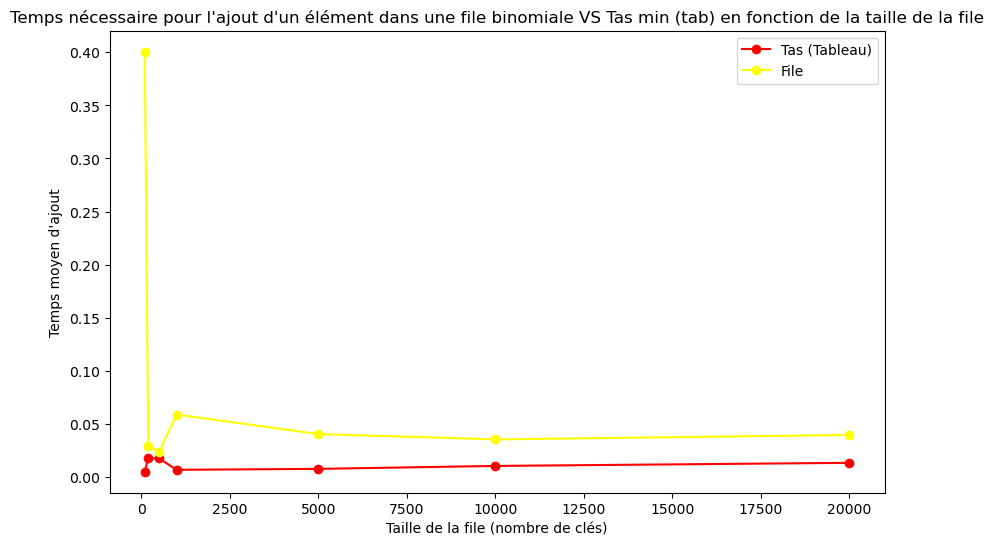 Temps nécessaire pour l'ajout d'un élément dans une file binomiale VS Tas min (tab) en fonction de la taille de la file
Tas (Tableau)
File
0.40
0.35
0.30
0.25
0.20
0.15
0.10
0.05
0.00
Temps moyen d'ajout
0 2500 5000 7500 10000 12500 15000 17500 20000
Taille de la file (nombre de clés)